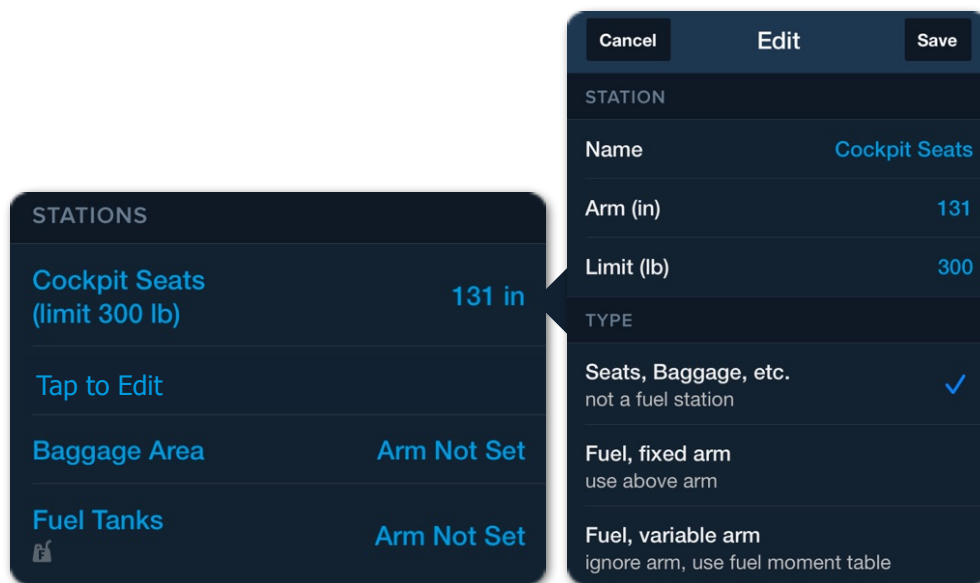 STATIONS
Cockpit Seats
(limit 300 lb)
131 in
Tap to Edit
Baggage Area
Arm Not Set
Fuel Tanks
F
Arm Not Set
Cancel
Edit
Save
STATION
Name
Cockpit Seats
Arm (in)
131
Limit (lb)
300
TYPE
Seats, Baggage, etc.
not a fuel station
Fuel, fixed arm
use above arm
Fuel, variable arm
ignore arm, use fuel moment table